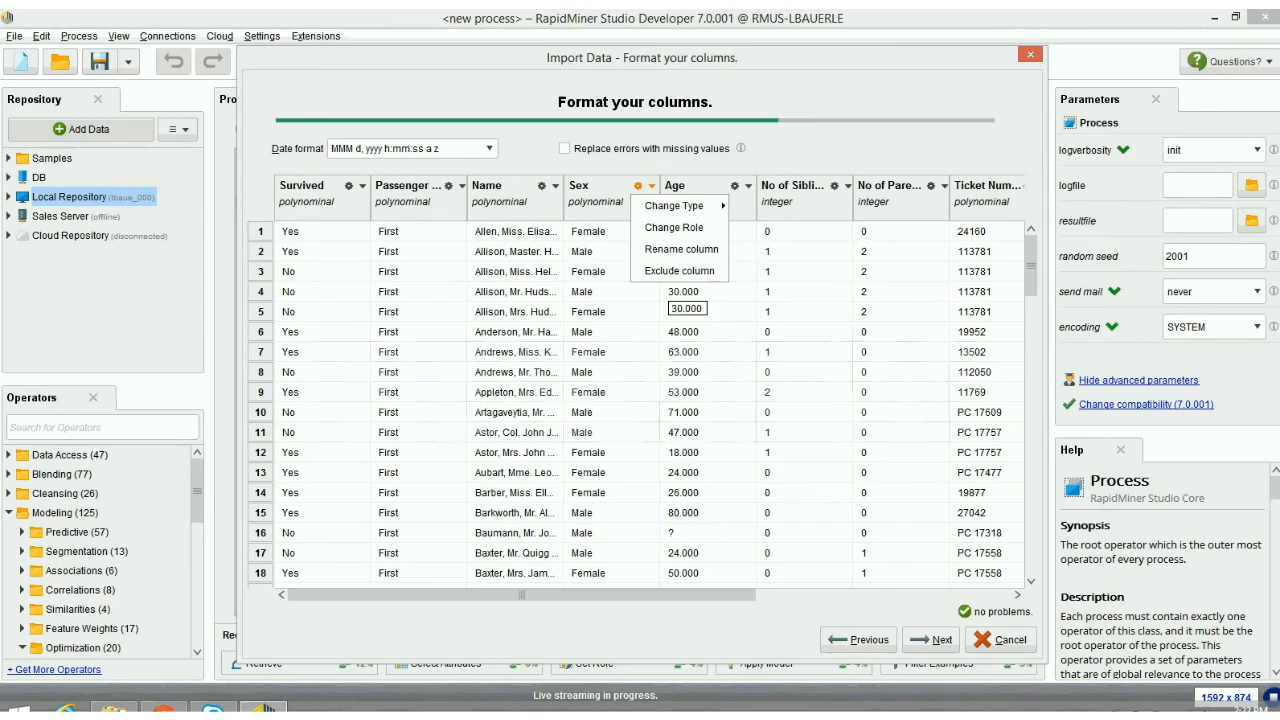 <new process> – RapidMiner Studio Developer 7.0.001 @ RMUS-LBAUERLE
File Edit Process View Connections Cloud Settings Extensions
Import Data - Format your columns.
Questions?
Repository
Add Data
Samples
DB
Local Repository (lbaue_000)
Sales Server (offline)
Cloud Repository (disconnected)
Operators
Search for Operators
Data Access (47)
Blending (77)
Cleansing (26)
Modeling (125)
Predictive (57)
Segmentation (13)
Associations (6)
Correlations (8)
Similarities (4)
Feature Weights (17)
Optimization (20)
+ Get More Operators
Pro
Format your columns.
Date format MMM d, yyyy h:mm:ss a z Replace errors with missing values
Survived Passenger ... Name Sex Age No of Sibli... No of Pare... Ticket Num...
polynominal polynominal polynominal polynominal integer integer polynominal
Change Type
Change Role
Rename column
Exclude column
1 Yes First Allen, Miss. Elisa... Female 0 0 24160
2 Yes First Allison, Master. H... Male 1 2 113781
3 No First Allison, Miss. Hel... Female 1 2 113781
4 No First Allison, Mr. Huds... Male 30.000 1 2 113781
30.000
5 No First Allison, Mrs. Hud... Female 1 2 113781
6 Yes First Anderson, Mr. Ha... Male 48.000 0 0 19952
7 Yes First Andrews, Miss. K... Female 63.000 1 0 13502
8 No First Andrews, Mr. Tho... Male 39.000 0 0 112050
9 Yes First Appleton, Mrs. Ed... Female 53.000 2 0 11769
10 No First Artagaveytia, Mr. ... Male 71.000 0 0 PC 17609
11 No First Astor, Col. John J... Male 47.000 1 0 PC 17757
12 Yes First Astor, Mrs. John ... Female 18.000 1 0 PC 17757
13 Yes First Aubart, Mme. Leo... Female 24.000 0 0 PC 17477
14 Yes First Barber, Miss. Ell... Female 26.000 0 0 19877
15 Yes First Barkworth, Mr. Al... Male 80.000 0 0 27042
16 No First Baumann, Mr. Jo... Male ? 0 0 PC 17318
17 No First Baxter, Mr. Quigg ... Male 24.000 0 1 PC 17558
18 Yes First Baxter, Mrs. Jam... Female 50.000 0 1 PC 17558
no problems.
Previous Next Cancel
Parameters
Process
logverbosity init
logfile
resultfile
random seed 2001
send mail never
encoding SYSTEM
Hide advanced parameters
Change compatibility (7.0.001)
Help
Process
RapidMiner Studio Core
Synopsis
The root operator which is the outer most
operator of every process.
Description
Each process must contain exactly one
operator of this class, and it must be the
root operator of the process. This
operator provides a set of parameters
that are of global relevance to the process
Live streaming in progress.
1592 x 874